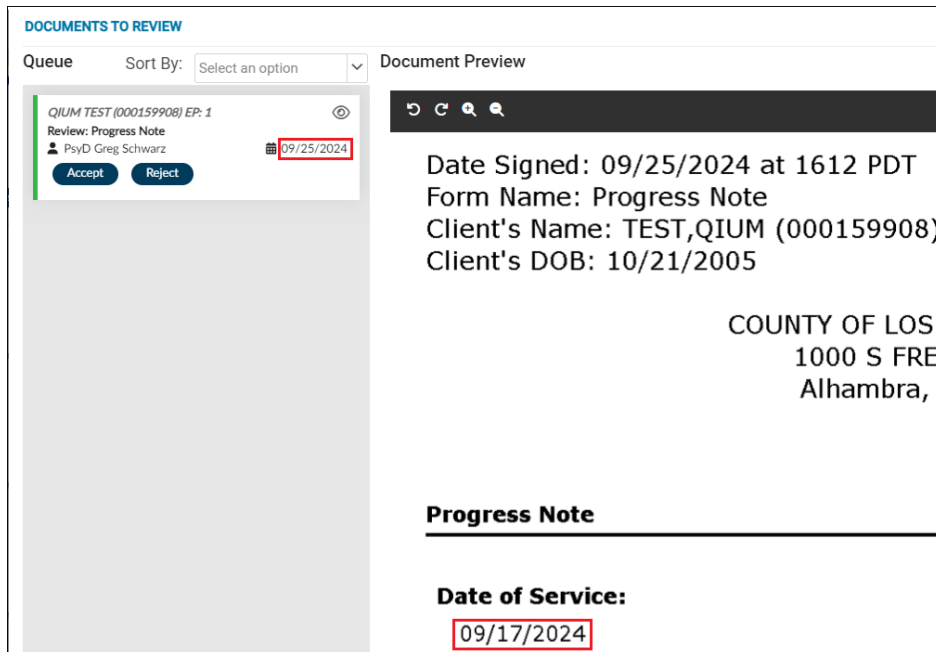 DOCUMENTS TO REVIEW
Queue
Sort By:
Select an option
QIUM TEST (000159908) EP: 1
Review: Progress Note
PsyD Greg Schwarz
09/25/2024
Accept
Reject
Document Preview
Date Signed: 09/25/2024 at 1612 PDT
Form Name: Progress Note
Client's Name: TEST,QIUM (000159908)
Client's DOB: 10/21/2005
COUNTY OF LOS
1000 S FRE
Alhambra,
Progress Note
Date of Service:
09/17/2024